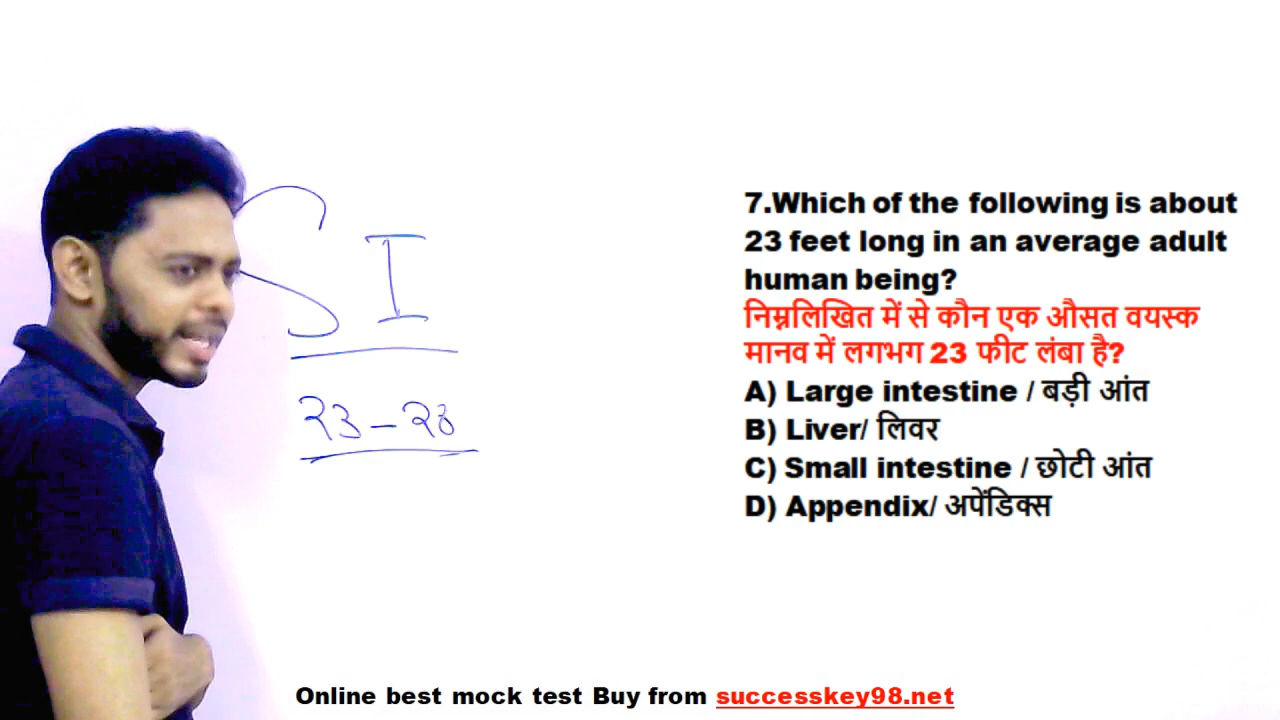 SI
7.Which of the following is about
23 feet long in an average adult
human being?
निम्नलिखित में से कौन एक औसत वयस्क
मानव में लगभग 23 फीट लंबा है?
A) Large intestine / बड़ी आंत
B) Liver/ लिवर
C) Small intestine / छोटी आंत
D) Appendix/ अपेंडिक्स
Online best mock test Buy from successkey98.net